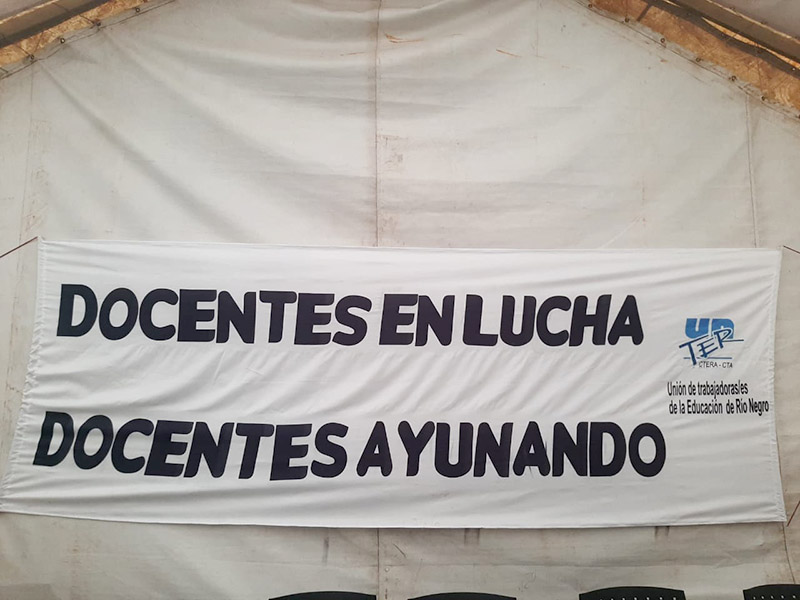 DOCENTES EN LUCHA
DOCENTES AYUNANDO
UN
TER
CTERA - CTA
Unión de trabajadoras/es
de la Educación de Río Negro